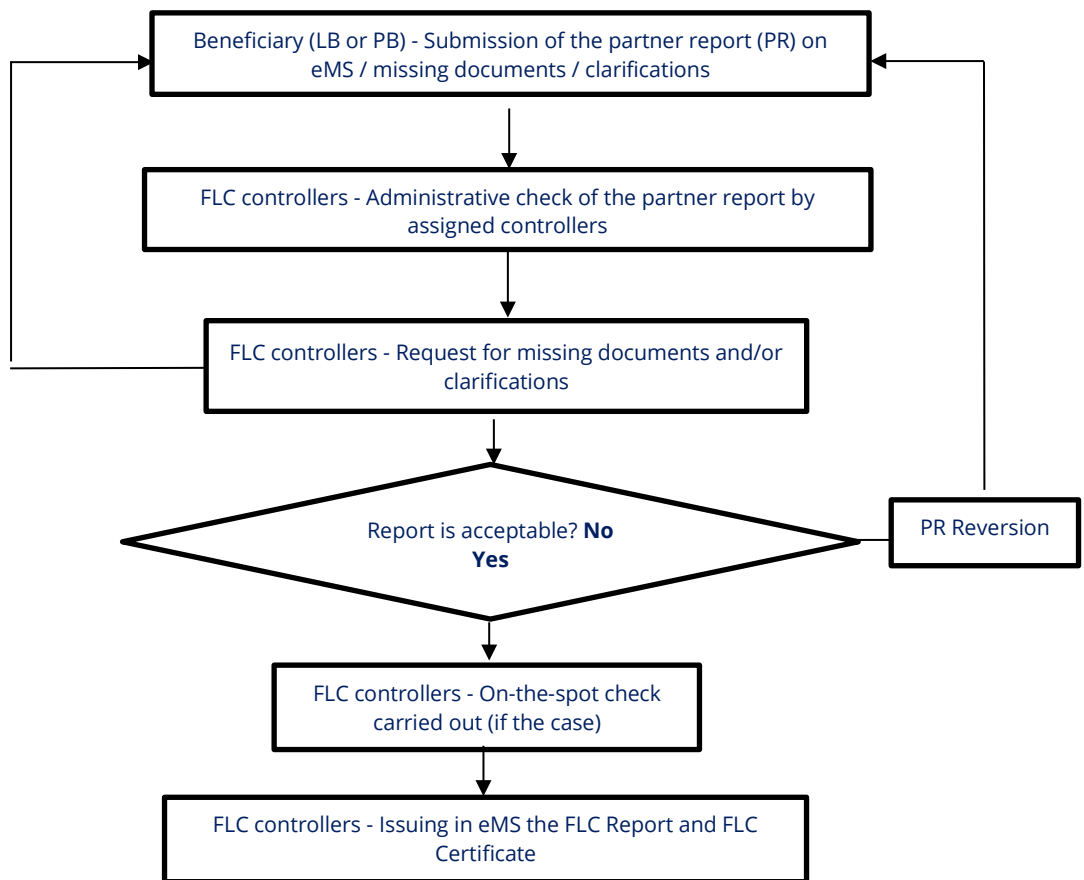 Beneficiary (LB or PB) - Submission of the partner report (PR) on
eMS / missing documents / clarifications
FLC controllers - Administrative check of the partner report by
assigned controllers
FLC controllers - Request for missing documents and/or
clarifications
Report is acceptable? No
Yes
PR Reversion
FLC controllers - On-the-spot check
carried out (if the case)
FLC controllers - Issuing in eMS the FLC Report and FLC
Certificate